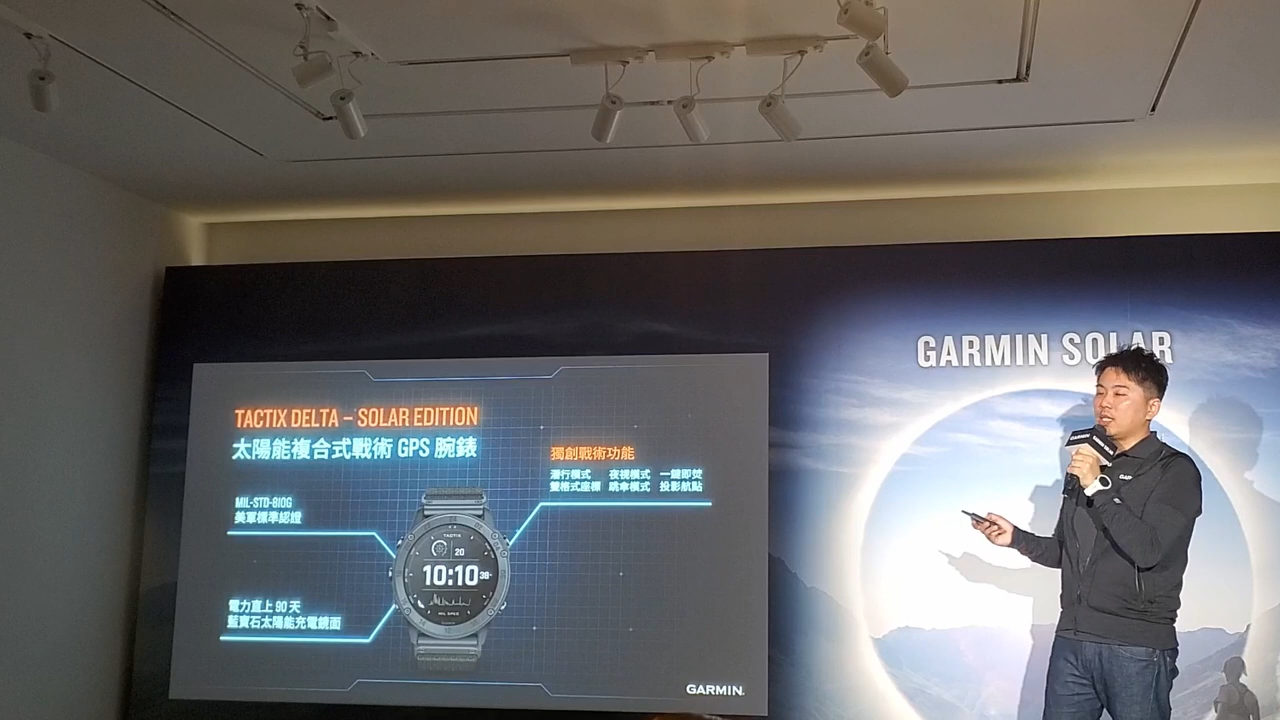 GARMIN SOLAR
TACTIX DELTA – SOLAR EDITION
太陽能複合式戰術 GPS 腕錶
獨創戰術功能
潛行模式 夜視模式 一鍵即焚
雙格式座標 跳傘模式 投影航點
MIL-STD-810G
美軍標準認證
TACTIX
20
10:10 38
電力直上 90 天
藍寶石太陽能充電鏡面
GARMIN